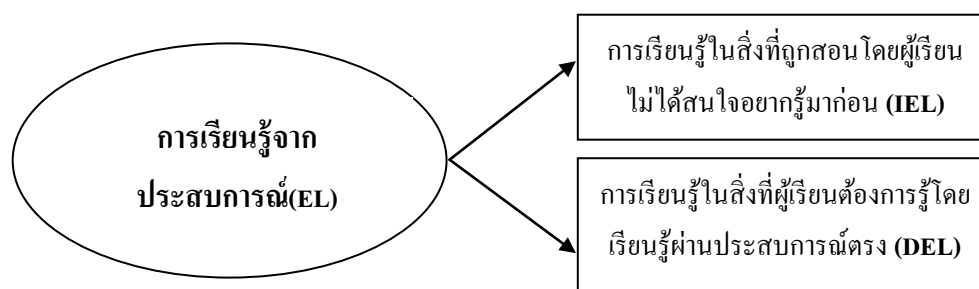 การเรียนรู้จาก
ประสบการณ์(EL)
การเรียนรู้ในสิ่งที่ถูกสอนโดยผู้เรียน
ไม่ได้สนใจอยากรู้มาก่อน (IEL)
การเรียนรู้ในสิ่งที่ผู้เรียนต้องการรู้โดย
เรียนรู้ผ่านประสบการณ์ตรง (DEL)